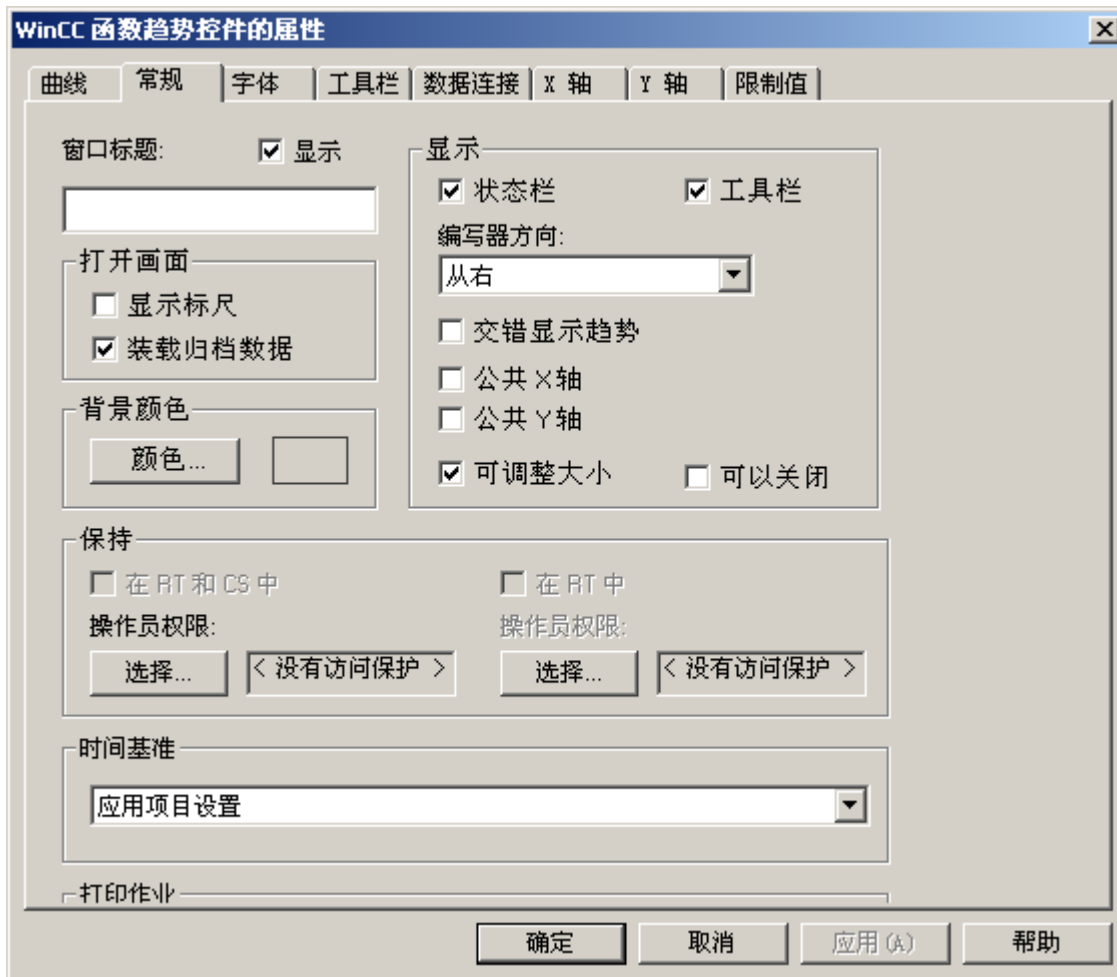 WinCC 函数趋势控件的属性
曲线 常规 字体 工具栏 数据连接 X 轴 Y 轴 限制值
窗口标题: 显示
显示
状态栏 工具栏
编写器方向:
从右
打开画面
显示标尺
装载归档数据
交错显示趋势
公共 X 轴
公共 Y 轴
背景颜色
颜色...
可调整大小 可以关闭
保持
在 RT 和 CS 中 在 RT 中
操作员权限: 操作员权限:
选择... < 没有访问保护 > 选择... < 没有访问保护 >
时间基准
应用项目设置
打印作业
确定 取消 应用(A) 帮助